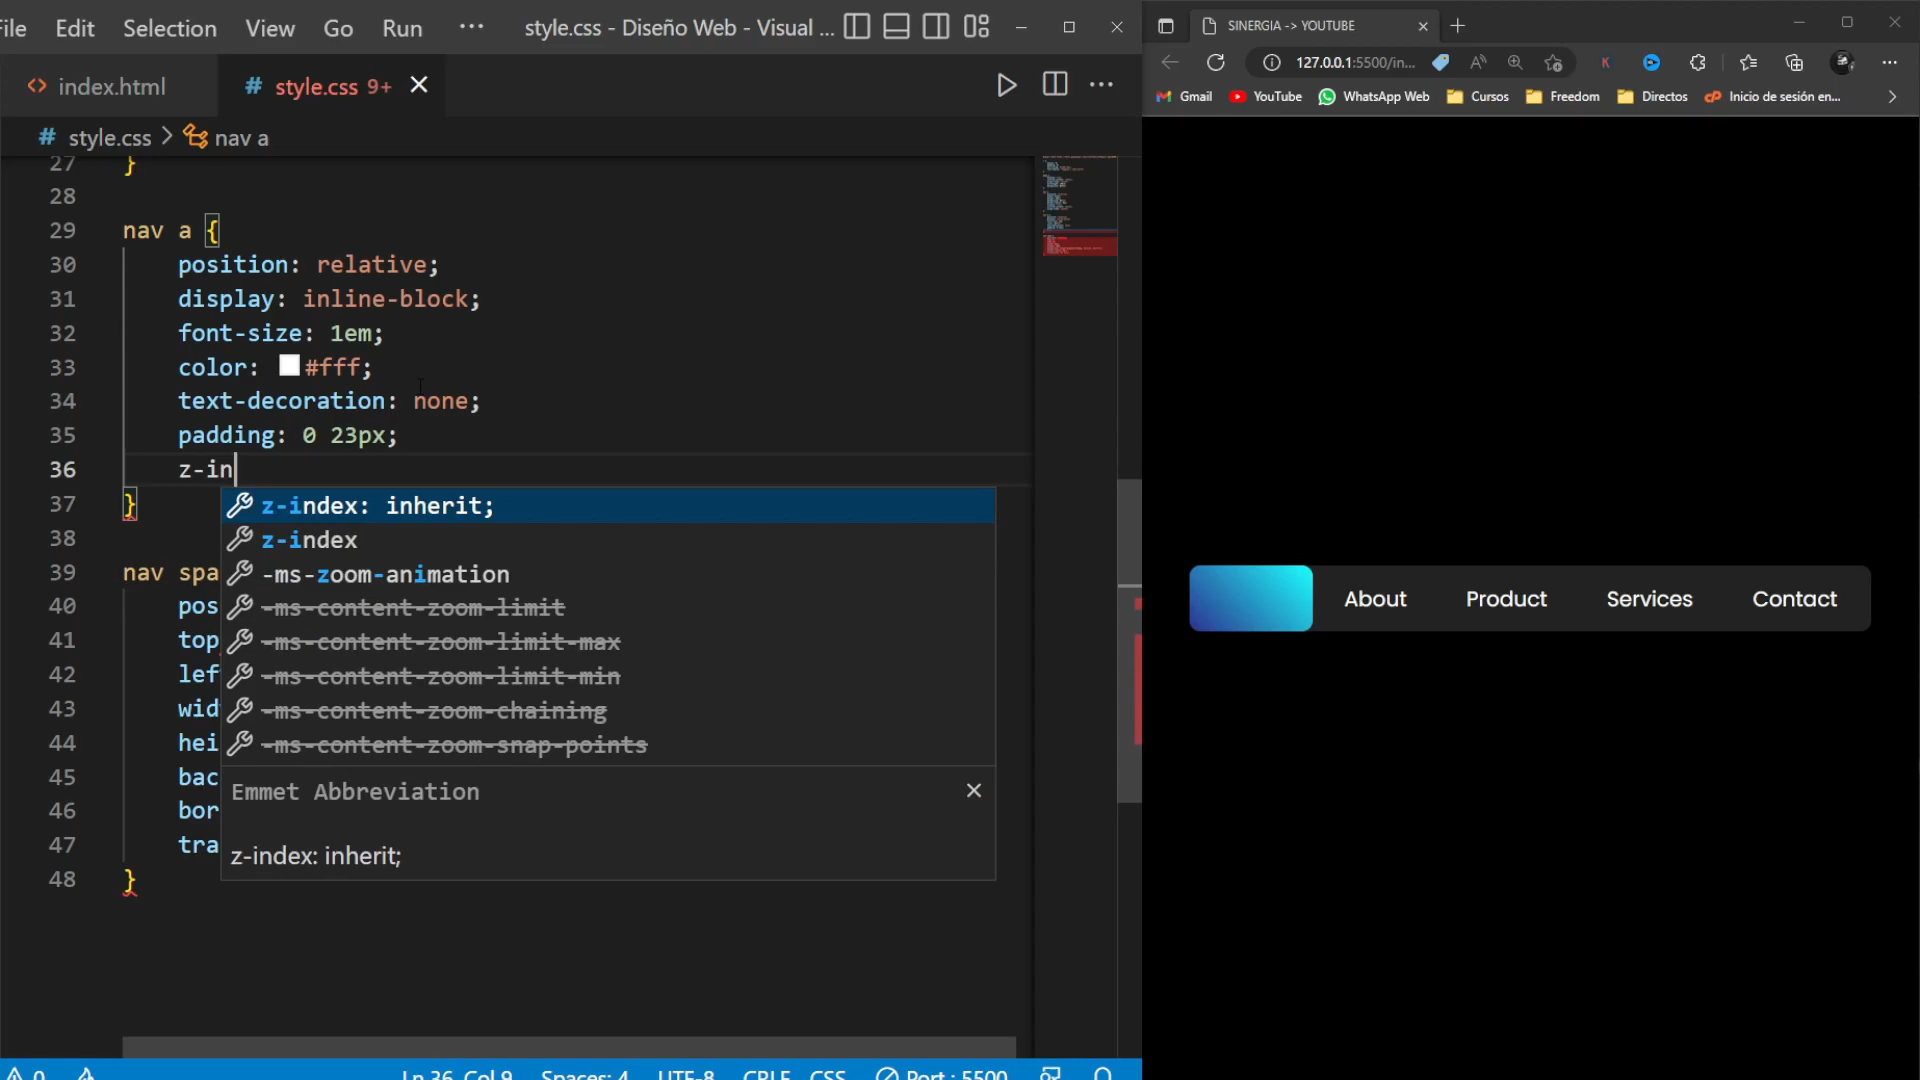 File Edit Selection View Go Run ··· style.css - Diseño Web - Visual ...
index.html # style.css 9+
# style.css > nav a
27 }
28
29 nav a {
30 position: relative;
31 display: inline-block;
32 font-size: 1em;
33 color: #fff;
34 text-decoration: none;
35 padding: 0 23px;
36 z-in
37 }
z-index: inherit;
38
z-index
39 nav spa
-ms-zoom-animation
40 pos
-ms-content-zoom-limit
41 top
-ms-content-zoom-limit-max
42 lef
-ms-content-zoom-limit-min
43 wid
-ms-content-zoom-chaining
44 hei
-ms-content-zoom-snap-points
45 bac
Emmet Abbreviation
46 bor
47 tra
z-index: inherit;
48 }
0 Ln 36, Col 9 Spaces: 4 UTF-8 CRLF CSS Port : 5500
SINERGIA -> YOUTUBE
127.0.0.1:5500/in...
Gmail YouTube WhatsApp Web Cursos Freedom Directos Inicio de sesión en...
About Product Services Contact